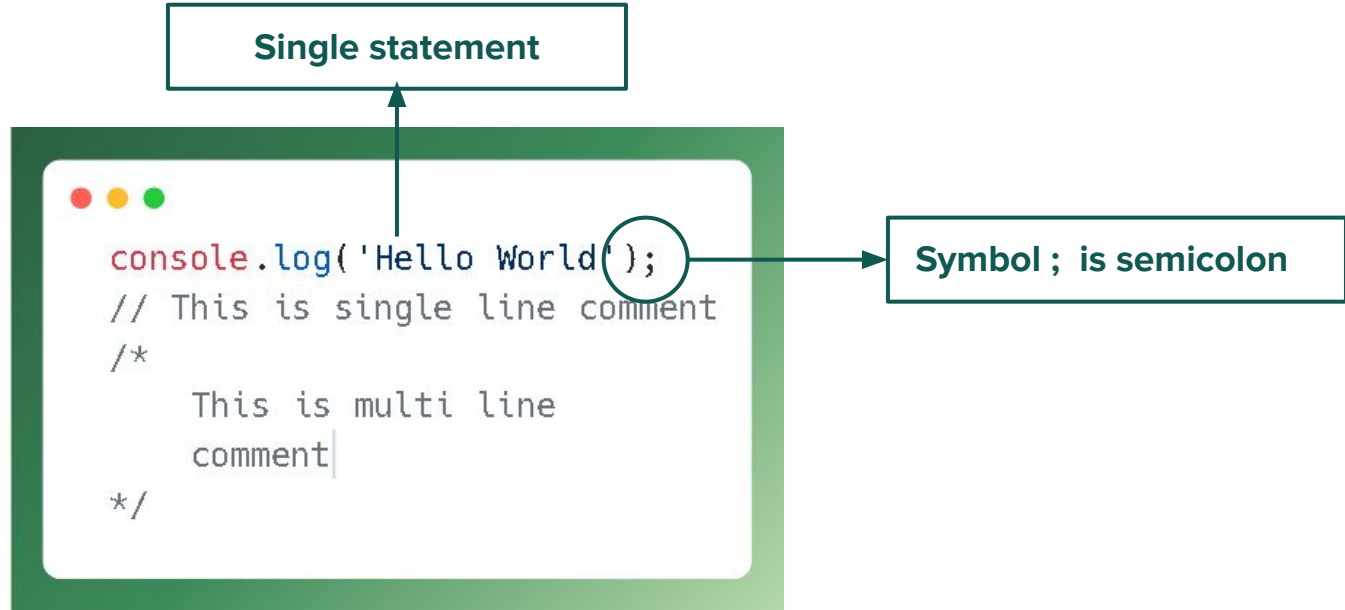 Single statement
console.log('Hello World');
Symbol ; is semicolon
// This is single line comment
/*
This is multi line
comment
*/